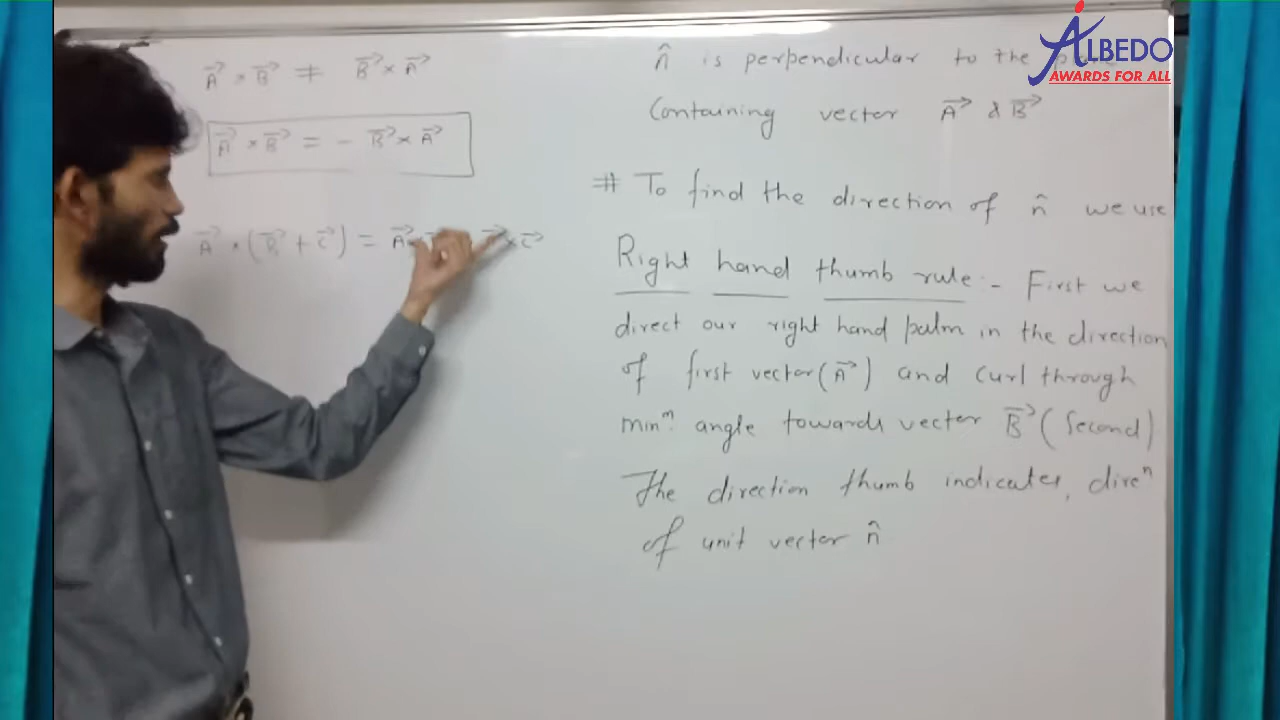 A⃗ × B⃗ ≠ B⃗ × A⃗
A⃗ × B⃗ = − B⃗ × A⃗
A⃗ × (B⃗ + C⃗) = A⃗ × C⃗
n̂ is perpendicular to the
Containing vector A⃗ & B⃗
# To find the direction of n̂ we use
Right hand thumb rule :- First we
direct our right hand palm in the direction
of first vector (A⃗) and curl through
minᵐ. angle towards vector B⃗ (Second)
The direction thumb indicates, direⁿ
of unit vector n̂
ALBEDO
AWARDS FOR ALL